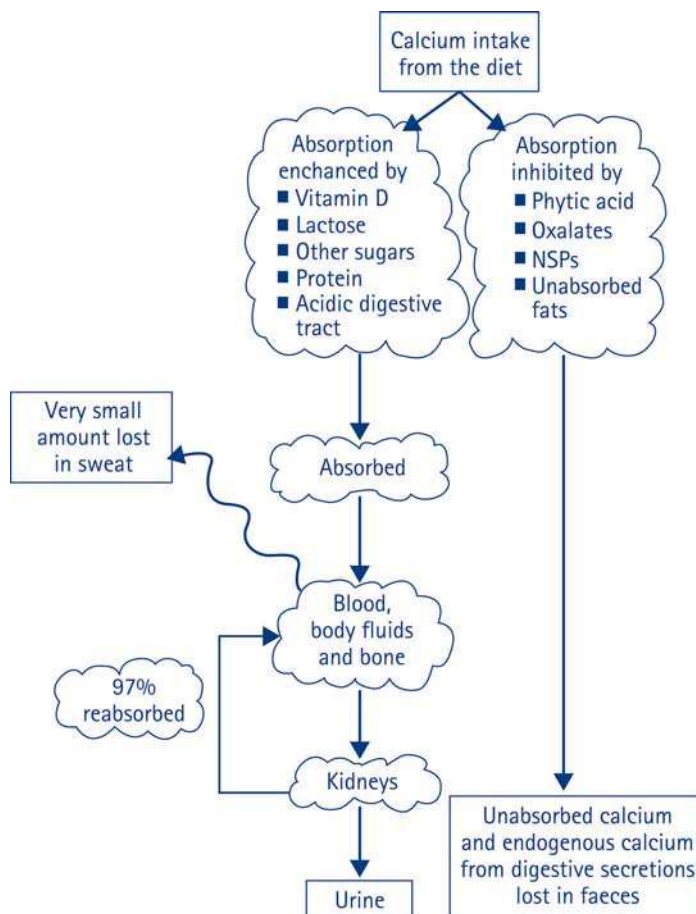 Calcium intake
from the diet
Absorption
enchanced by
■ Vitamin D
■ Lactose
■ Other sugars
■ Protein
■ Acidic digestive
tract
Absorption
inhibited by
■ Phytic acid
■ Oxalates
■ NSPs
■ Unabsorbed
fats
Very small
amount lost
in sweat
Absorbed
Blood,
body fluids
and bone
97%
reabsorbed
Kidneys
Urine
Unabsorbed calcium
and endogenous calcium
from digestive secretions
lost in faeces